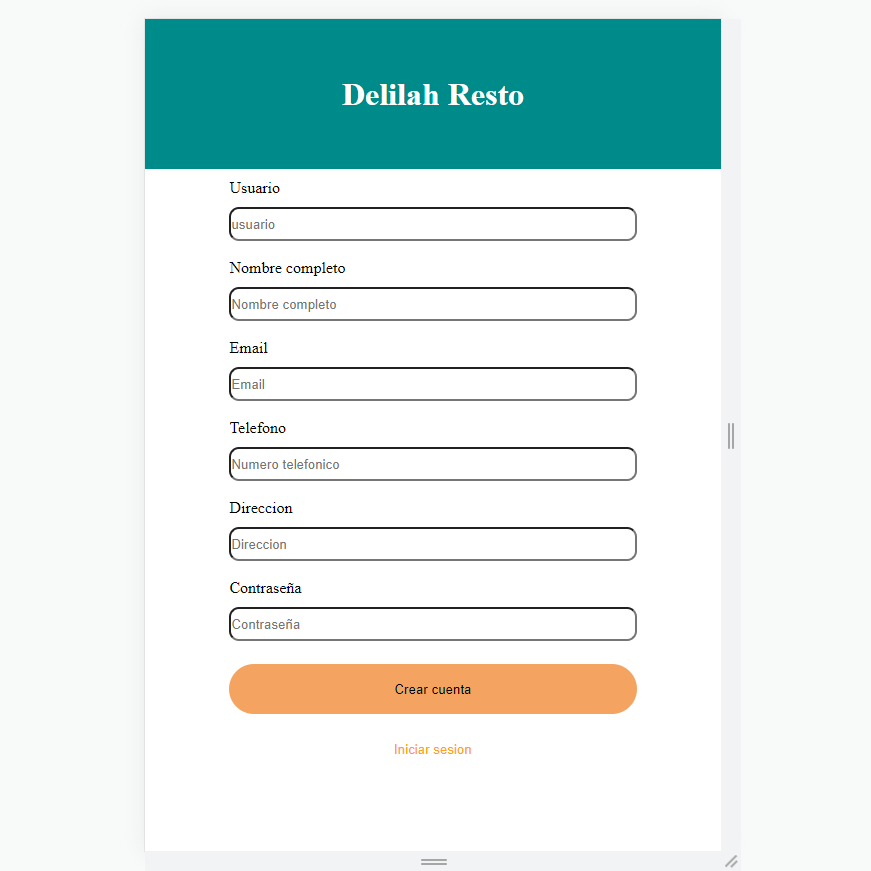 Delilah Resto
Usuario
usuario
Nombre completo
Nombre completo
Email
Email
Telefono
Numero telefonico
Direccion
Direccion
Contraseña
Contraseña
Crear cuenta
Iniciar sesion